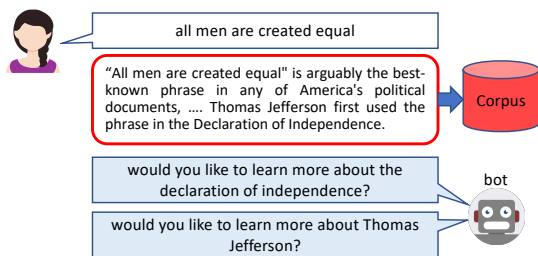 all men are created equal
“All men are created equal" is arguably the best-
known phrase in any of America's political
documents, .... Thomas Jefferson first used the
phrase in the Declaration of Independence.
Corpus
would you like to learn more about the
declaration of independence?
bot
would you like to learn more about Thomas
Jefferson?